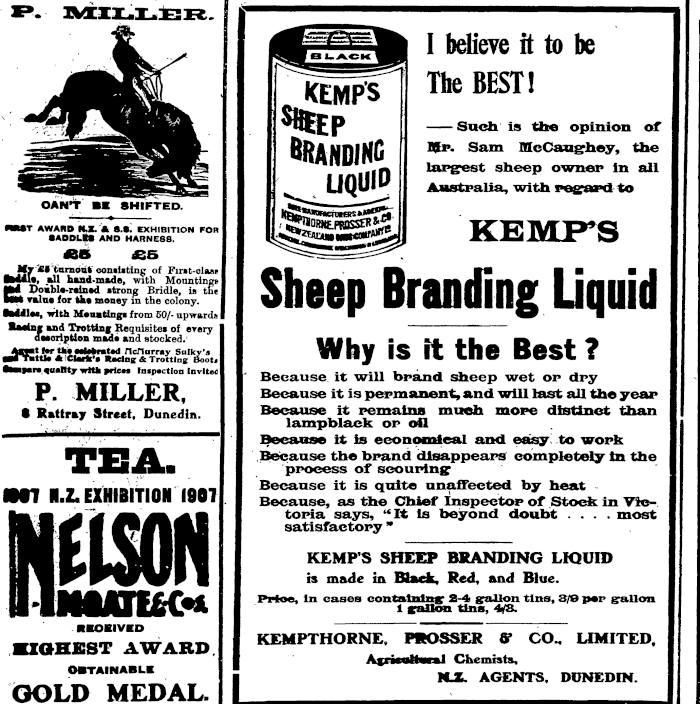 P. MILLER.
CAN'T BE SHIFTED.
FIRST AWARD N.Z. & S.S. EXHIBITION FOR
SADDLES AND HARNESS.
£5 £5
My £5 turnout consisting of First-class
Saddle, all hand-made, with Mountings
and Double-reined strong Bridle, is the
best value for the money in the colony.
Saddles, with Mountings from 50/- upwards
Racing and Trotting Requisites of every
description made and stocked.
Agent for the celebrated McMurray Sulky's
and Tuttle & Clark's Racing & Trotting Boots
Compare quality with prices Inspection Invited
P. MILLER,
8 Rattray Street, Dunedin.
TEA.
1907 N.Z. EXHIBITION 1907
NELSON
MOATE & Co's
RECEIVED
HIGHEST AWARD
OBTAINABLE
GOLD MEDAL.
BLACK
KEMP'S
SHEEP
BRANDING
LIQUID
SOLE MANUFACTURERS & AGENTS,
KEMPTHORNE, PROSSER & CO.
NEW ZEALAND DRUG COMPANY LD
I believe it to be
The BEST!
— Such is the opinion of
Mr. Sam McCaughey, the
largest sheep owner in all
Australia, with regard to
KEMP'S
Sheep Branding Liquid
Why is it the Best?
Because it will brand sheep wet or dry
Because it is permanent, and will last all the year
Because it remains much more distinct than
lampblack or oil
Because it is economical and easy to work
Because the brand disappears completely in the
process of scouring
Because it is quite unaffected by heat
Because, as the Chief Inspector of Stock in Vic-
toria says, "It is beyond doubt . . . . most
satisfactory"
KEMP'S SHEEP BRANDING LIQUID
is made in Black, Red, and Blue.
Price, in cases containing 2-4 gallon tins, 3/9 per gallon
1 gallon tins, 4/3.
KEMPTHORNE, PROSSER & CO., LIMITED,
Agricultural Chemists,
N.Z. AGENTS, DUNEDIN.